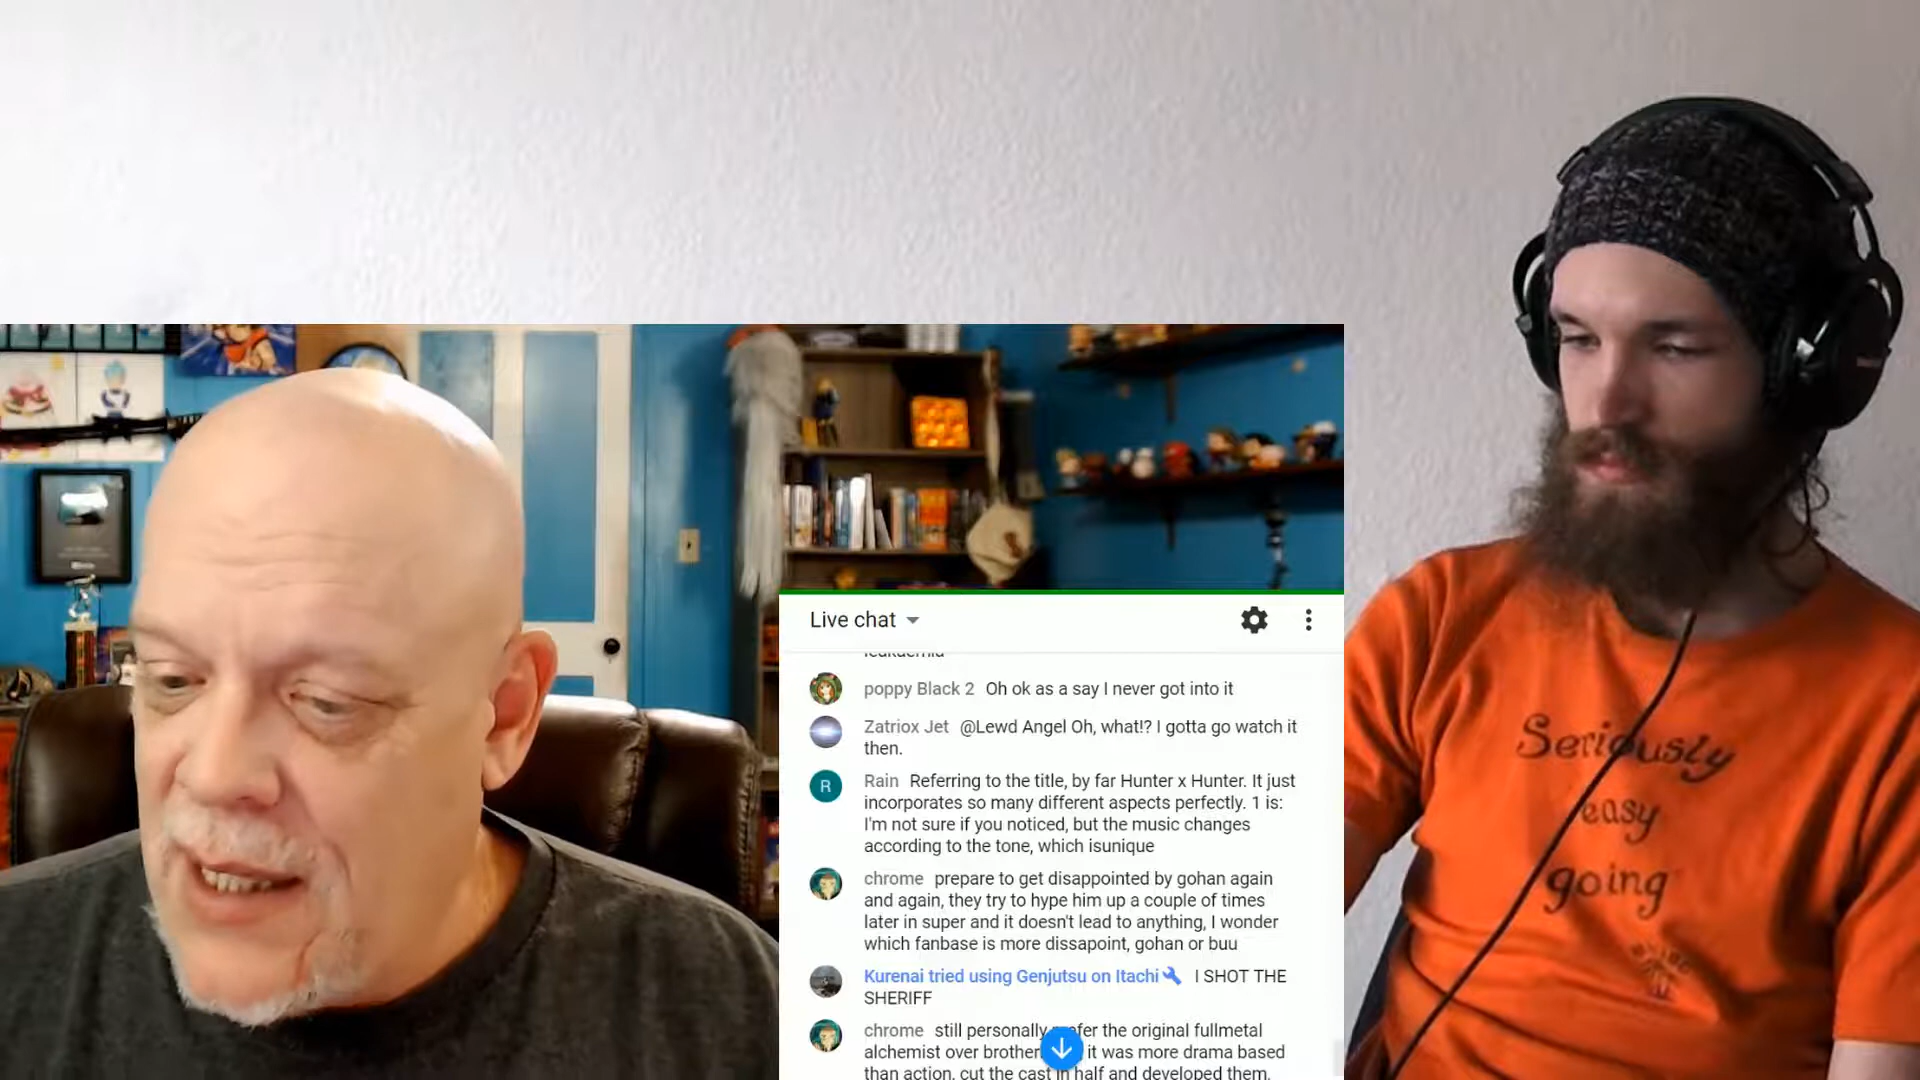 Live chat
leukaemia
poppy Black 2 Oh ok as a say I never got into it
Zatriox Jet @Lewd Angel Oh, what!? I gotta go watch it
then.
R
Rain Referring to the title, by far Hunter x Hunter. It just
incorporates so many different aspects perfectly. 1 is:
I'm not sure if you noticed, but the music changes
according to the tone, which isunique
chrome prepare to get disappointed by gohan again
and again, they try to hype him up a couple of times
later in super and it doesn't lead to anything, I wonder
which fanbase is more dissapoint, gohan or buu
Kurenai tried using Genjutsu on Itachi I SHOT THE
SHERIFF
chrome still personally prefer the original fullmetal
alchemist over brother it was more drama based
than action, cut the cast in half and developed them.
Seriously
easy
going